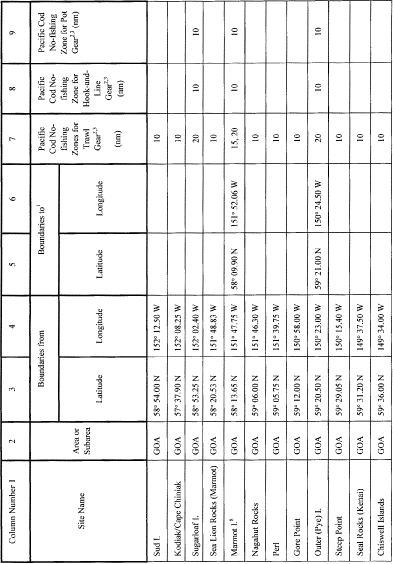 Column Number 1 2 3 4 5 6 7 8 9
Site Name Area or Subarea Boundaries from Boundaries to¹ Pacific Cod No-fishing Zones for Trawl Gear²,³ (nm) Pacific Cod No-fishing Zone for Hook-and-Line Gear²,³ (nm) Pacific Cod No-fishing Zone for Pot Gear²,³ (nm)
Latitude Longitude Latitude Longitude
Sud I. GOA 58° 54.00 N 152° 12.50 W 10
Kodiak/Cape Chiniak GOA 57° 37.90 N 152° 08.25 W 10
Sugarloaf I. GOA 58° 53.25 N 152° 02.40 W 20 10 10
Sea Lion Rocks (Marmot) GOA 58° 20.53 N 151° 48.83 W 10
Marmot I. GOA 58° 13.65 N 151° 47.75 W 58° 09.90 N 151° 52.06 W 15, 20 10 10
Nagahut Rocks GOA 59° 06.00 N 151° 46.30 W 10
Perl GOA 59° 05.75 N 151° 39.75 W 10
Gore Point GOA 59° 12.00 N 150° 58.00 W 10
Outer (Pye) I. GOA 59° 20.50 N 150° 23.00 W 59° 21.00 N 150° 24.50 W 20 10 10
Steep Point GOA 59° 29.05 N 150° 15.40 W 10
Seal Rocks (Kenai) GOA 59° 31.20 N 149° 37.50 W 10
Chiswell Islands GOA 59° 36.00 N 149° 34.00 W 10